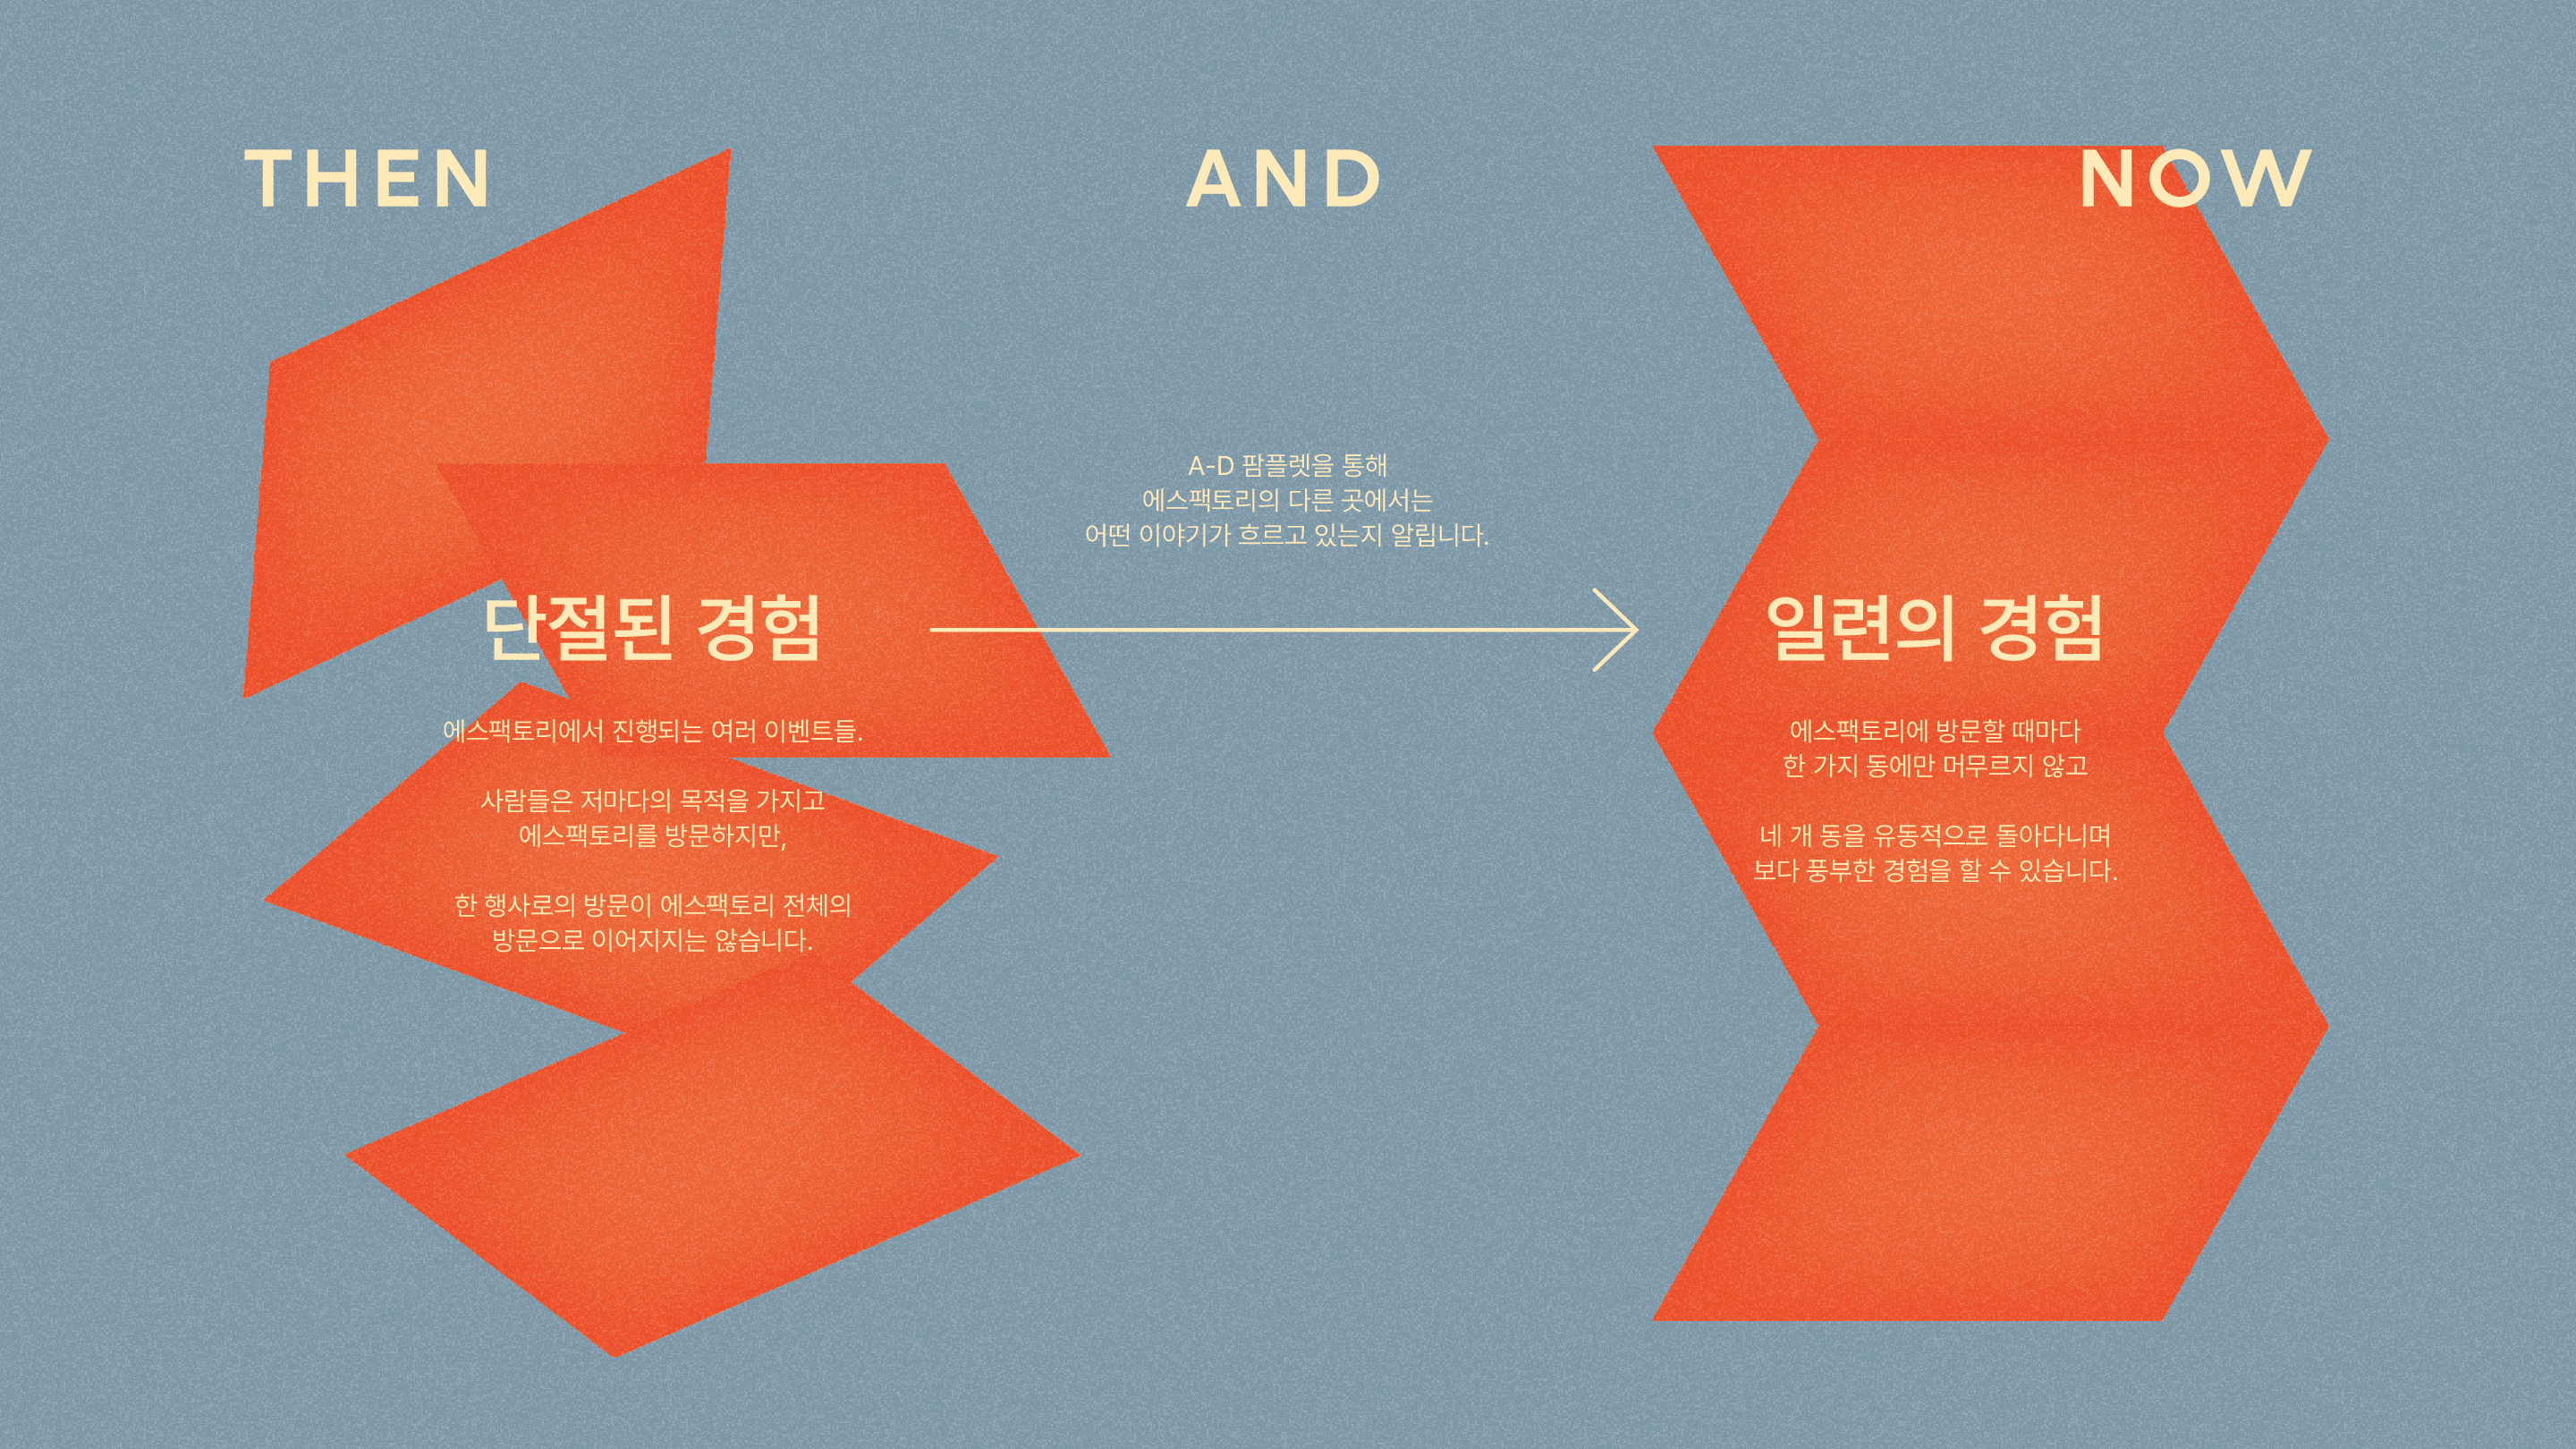 THEN
AND
NOW
단절된 경험
에스팩토리에서 진행되는 여러 이벤트들.
사람들은 저마다의 목적을 가지고
에스팩토리를 방문하지만,
한 행사로의 방문이 에스팩토리 전체의
방문으로 이어지지는 않습니다.
A-D 팜플렛을 통해
에스팩토리의 다른 곳에서는
어떤 이야기가 흐르고 있는지 알립니다.
일련의 경험
에스팩토리에 방문할 때마다
한 가지 동에만 머무르지 않고
네 개 동을 유동적으로 돌아다니며
보다 풍부한 경험을 할 수 있습니다.